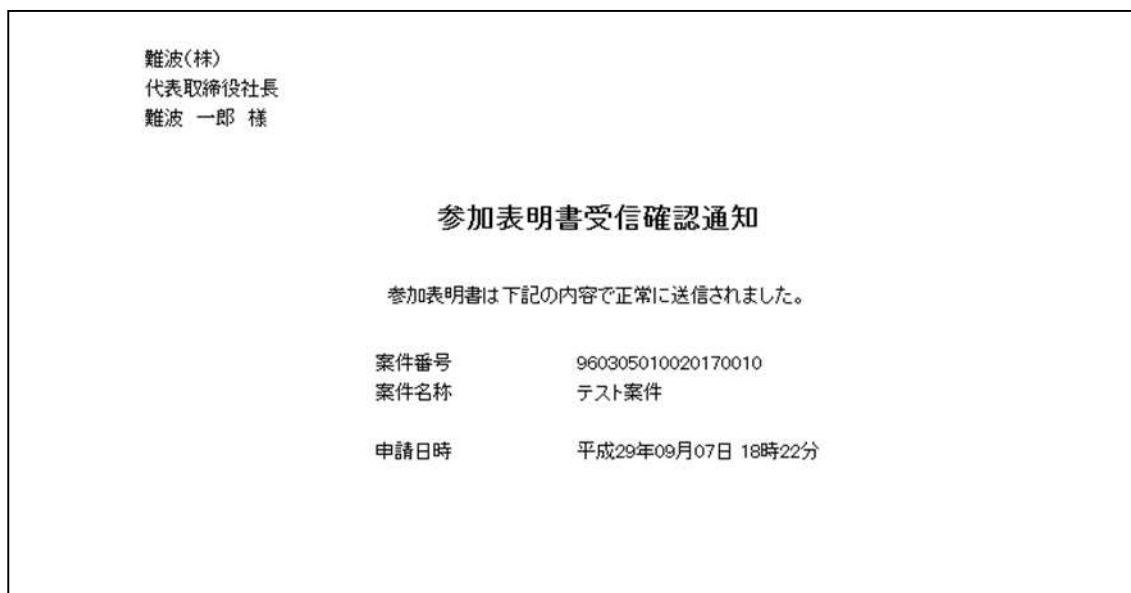 難波(株)
代表取締役社長
難波 一郎 様
参加表明書受信確認通知
参加表明書は下記の内容で正常に送信されました。
案件番号 960305010020170010
案件名称 テスト案件
申請日時 平成29年09月07日 18時22分